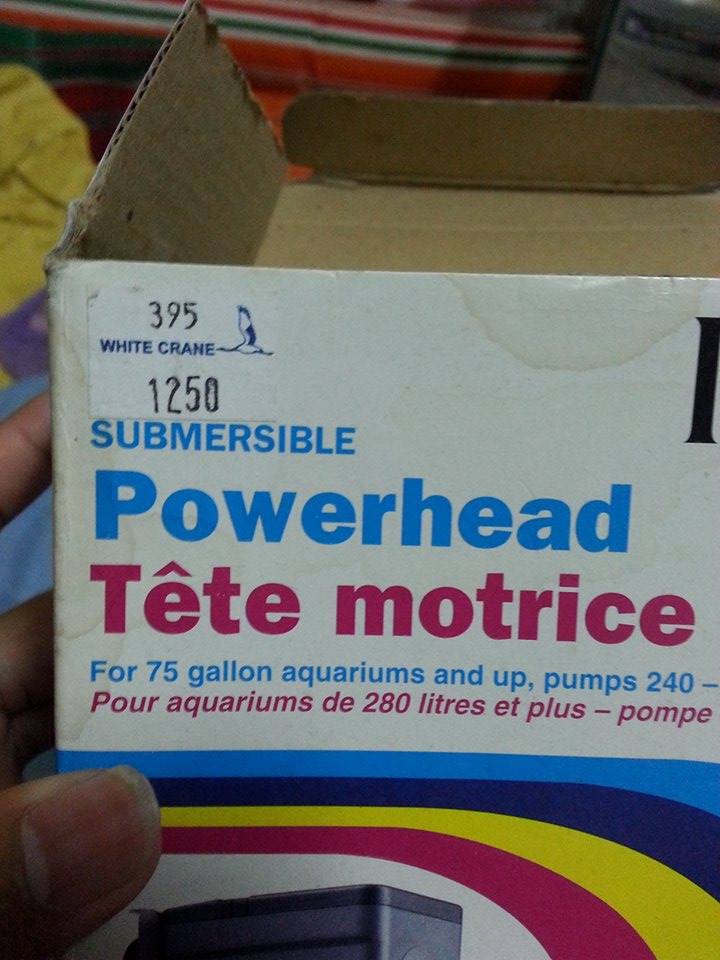 395
WHITE CRANE
1250
SUBMERSIBLE
Powerhead
Tête motrice
For 75 gallon aquariums and up, pumps 240 –
Pour aquariums de 280 litres et plus – pompe